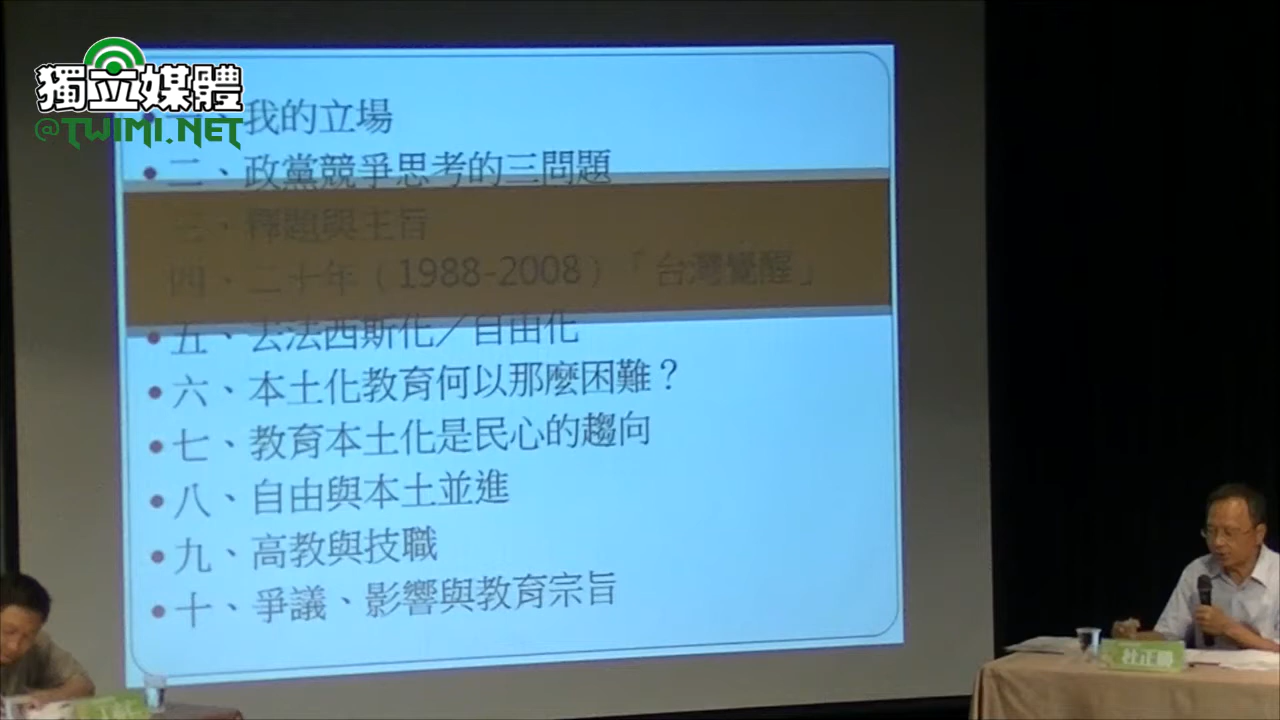 獨立媒體
@TWIMI.NET
一、我的立場
• 二、政黨競爭思考的三問題
三、釋題與主旨
四、二十年（1988-2008）「台灣覺醒」
• 五、去法西斯化／自由化
• 六、本土化教育何以那麼困難？
• 七、教育本土化是民心的趨向
• 八、自由與本土並進
• 九、高教與技職
• 十、爭議、影響與教育宗旨
杜正勝